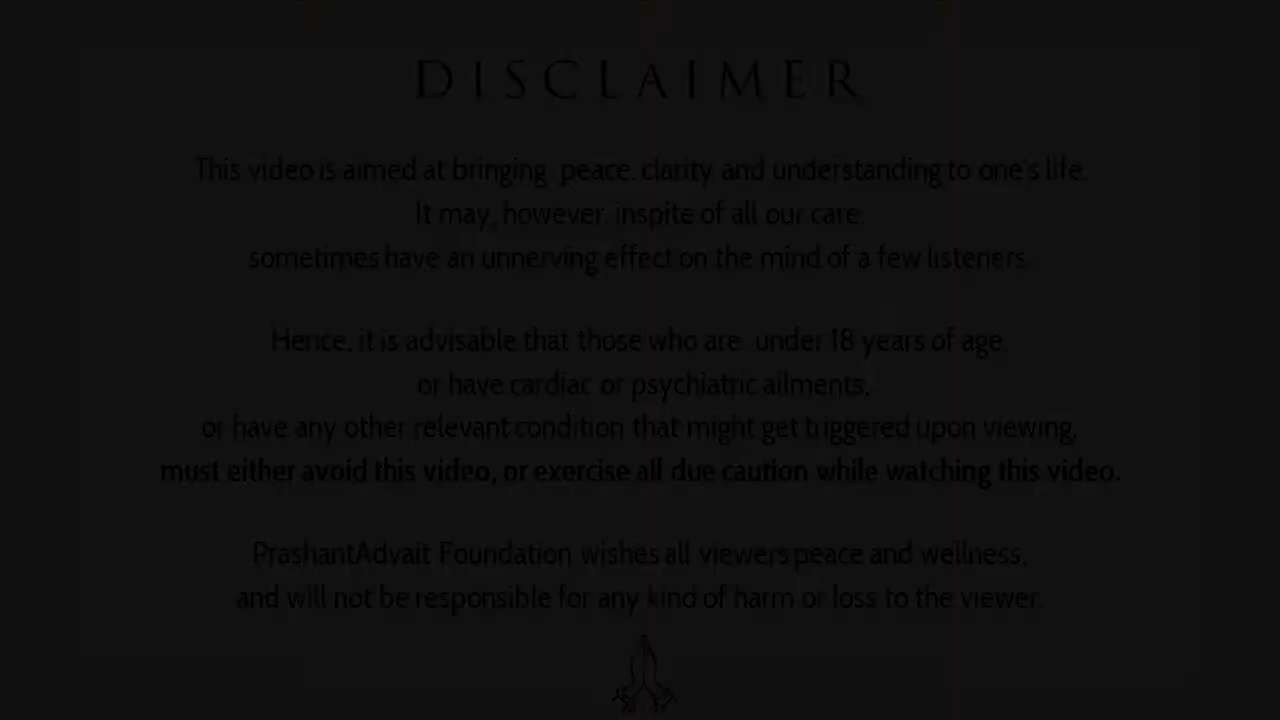 DISCLAIMER
This video is aimed at bringing peace, clarity and understanding to one's life.
It may, however, inspite of all our care
sometimes have an unnerving effect on the mind of a few listeners.
Hence, it is advisable that those who are under 18 years of age,
or have cardiac or psychiatric ailments,
or have any other relevant condition that might get triggered upon viewing,
must either avoid this video, or exercise all due caution while watching this video.
PrashantAdvait Foundation wishes all viewers peace and wellness,
and will not be responsible for any kind of harm or loss to the viewer.